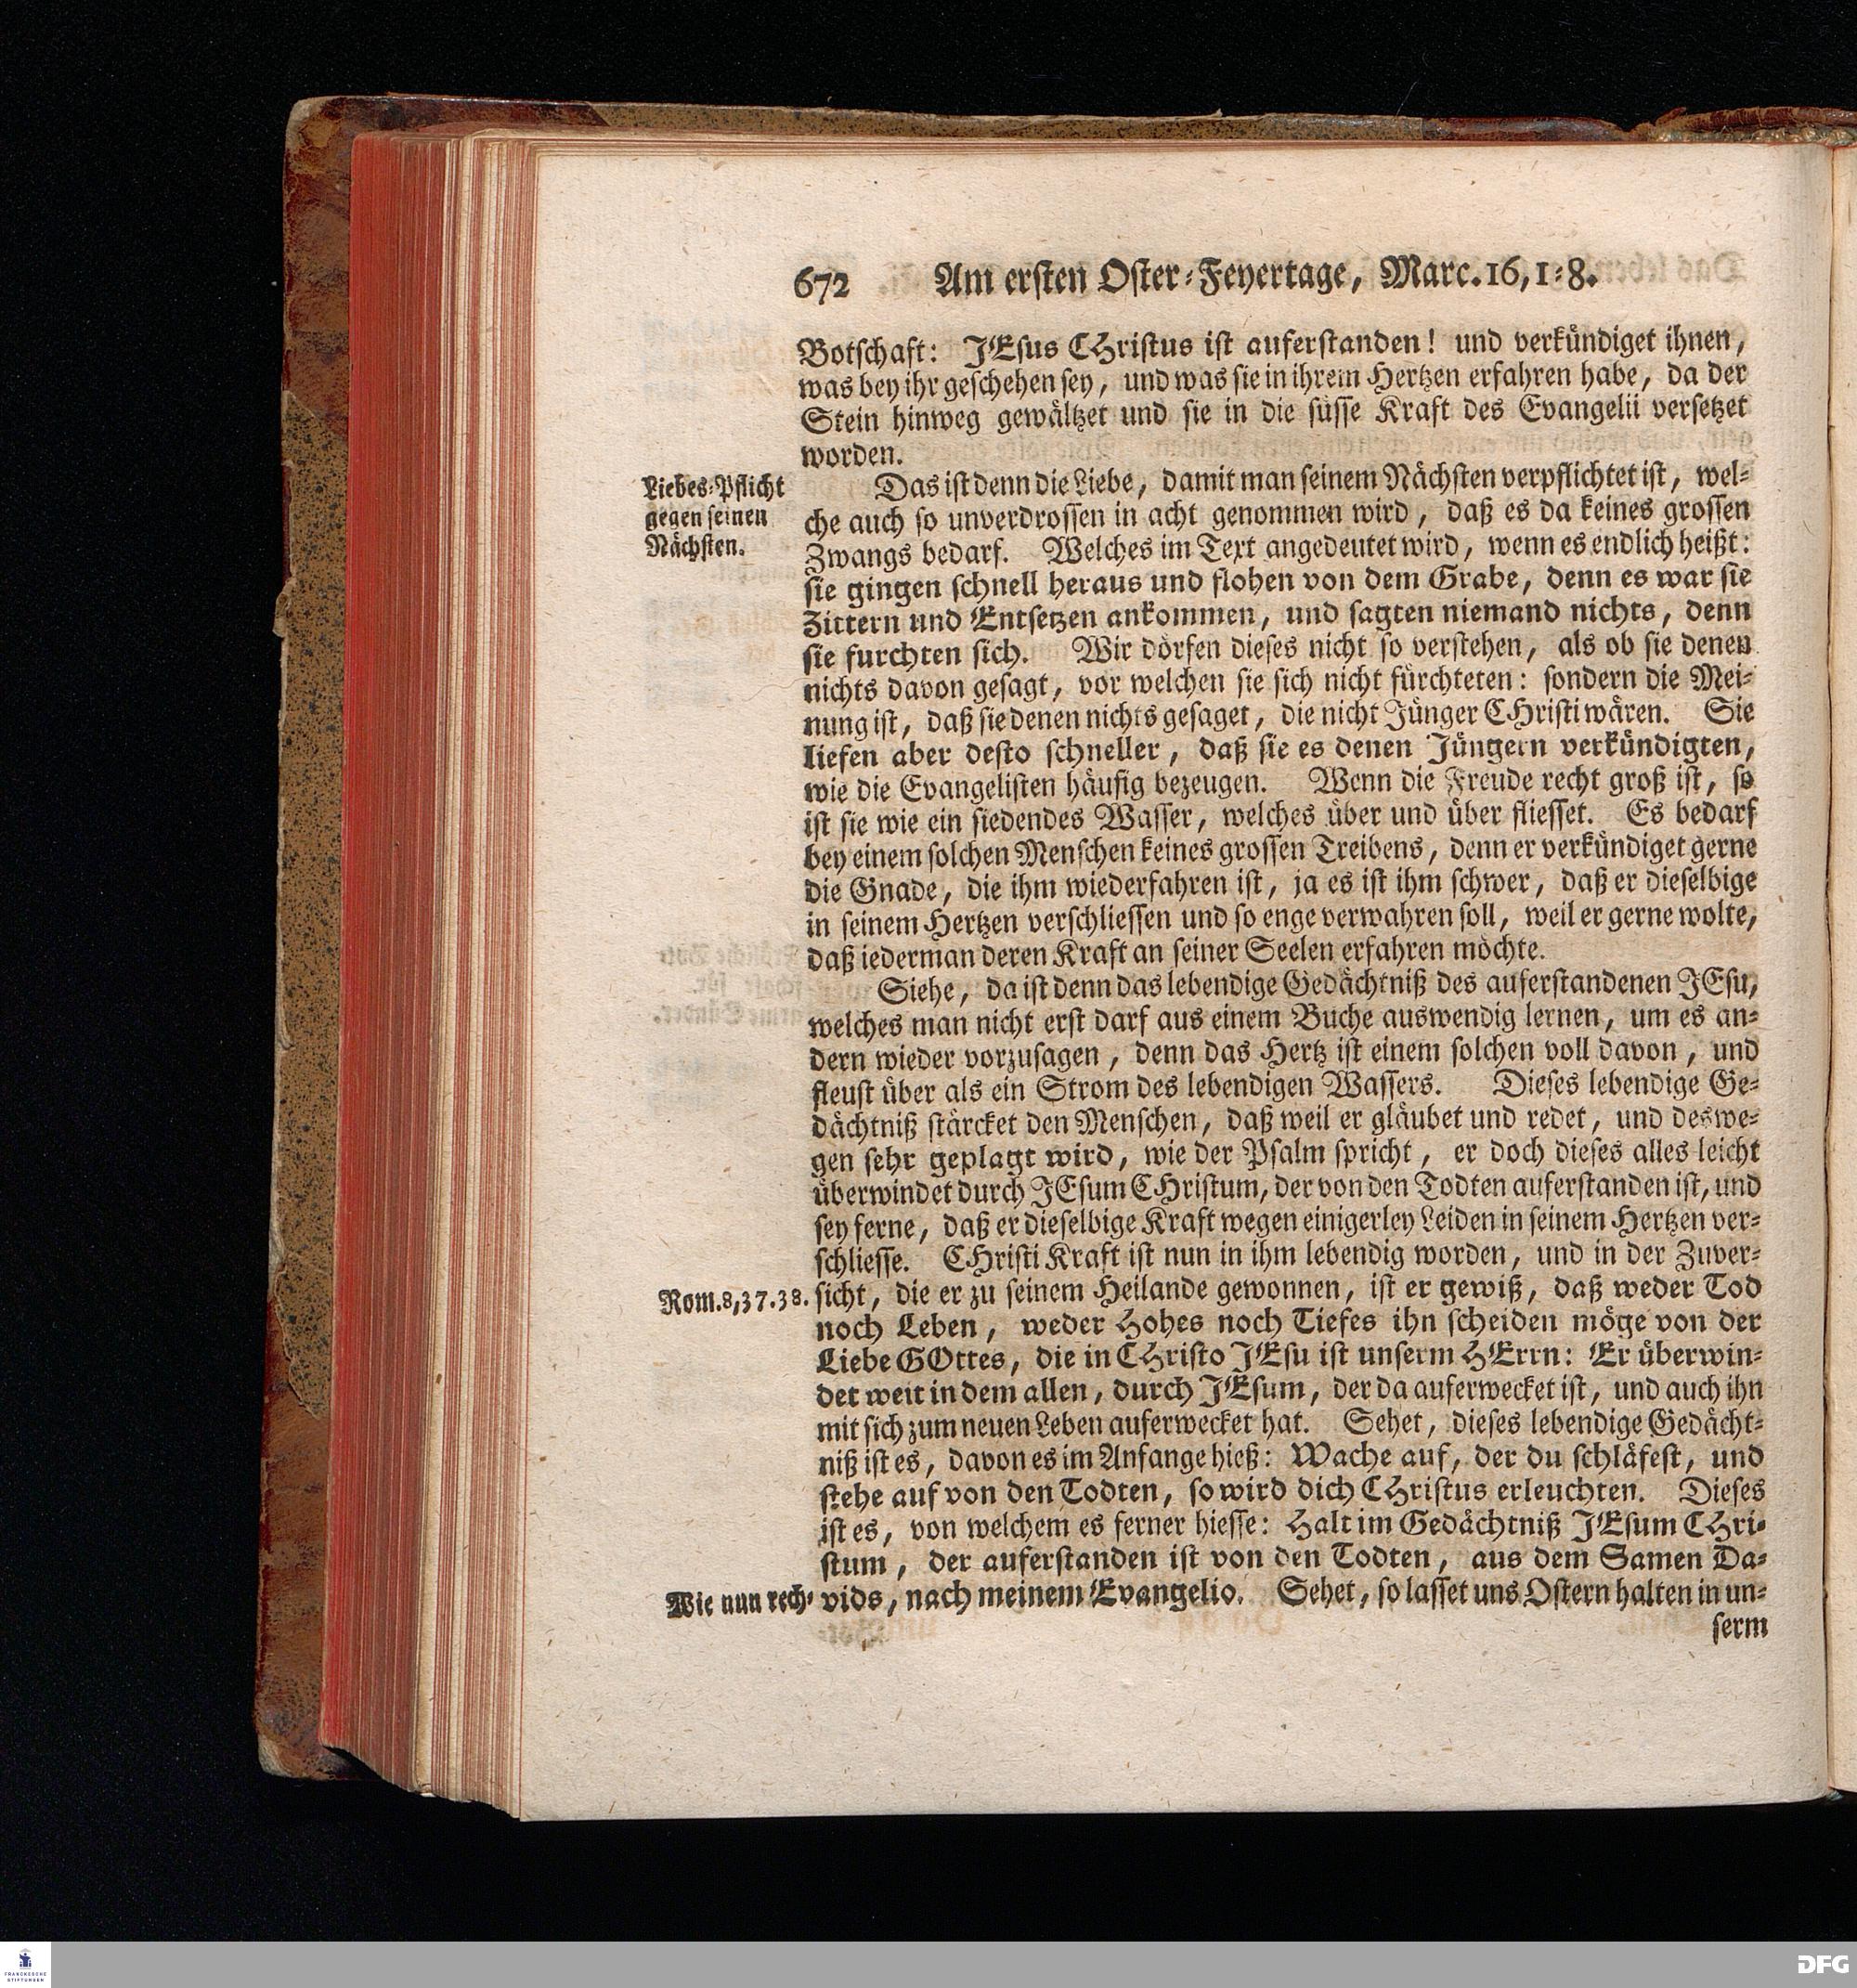 672 Am ersten Oster-Feyertage, Marc. 16, 1-8.
Botschaft: JEsus CHristus ist auferstanden! und verkündiget ihnen,
was bey ihr geschehen sey, und was sie in ihrem Hertzen erfahren habe, da der
Stein hinweg gewältzet und sie in die süsse Kraft des Evangelii versetzet
worden.
Liebes-Pflicht
gegen seinen
Nächsten.
Das ist denn die Liebe, damit man seinem Nächsten verpflichtet ist, wel-
che auch so unverdrossen in acht genommen wird, daß es da keines grossen
Zwangs bedarf. Welches im Text angedeutet wird, wenn es endlich heißt:
sie gingen schnell heraus und flohen von dem Grabe, denn es war sie
Zittern und Entsetzen ankommen, und sagten niemand nichts, denn
sie furchten sich. Wir dörfen dieses nicht so verstehen, als ob sie denen
nichts davon gesagt, vor welchen sie sich nicht fürchteten: sondern die Mei-
nung ist, daß sie denen nichts gesaget, die nicht Jünger CHristi wären. Sie
liefen aber desto schneller, daß sie es denen Jüngern verkündigten,
wie die Evangelisten häufig bezeugen. Wenn die Freude recht groß ist, so
ist sie wie ein siedendes Wasser, welches über und über fliesset. Es bedarf
bey einem solchen Menschen keines grossen Treibens, denn er verkündiget gerne
die Gnade, die ihm wiederfahren ist, ja es ist ihm schwer, daß er dieselbige
in seinem Hertzen verschliessen und so enge verwahren soll, weil er gerne wolte,
daß iederman deren Kraft an seiner Seelen erfahren möchte.
Siehe, da ist denn das lebendige Gedächtniß des auferstandenen JEsu,
welches man nicht erst darf aus einem Buche auswendig lernen, um es an-
dern wieder vorzusagen, denn das Hertz ist einem solchen voll davon, und
fleust über als ein Strom des lebendigen Wassers. Dieses lebendige Ge-
dächtniß stärcket den Menschen, daß weil er gläubet und redet, und deswe-
gen sehr geplagt wird, wie der Psalm spricht, er doch dieses alles leicht
überwindet durch JEsum CHristum, der von den Todten auferstanden ist, und
sey ferne, daß er dieselbige Kraft wegen einigerley Leiden in seinem Hertzen ver-
schliesse. CHristi Kraft ist nun in ihm lebendig worden, und in der Zuver-
Rom. 8, 37. 38. sicht, die er zu seinem Heilande gewonnen, ist er gewiß, daß weder Tod
noch Leben, weder Hohes noch Tiefes ihn scheiden möge von der
Liebe GOttes, die in CHristo JEsu ist unserm HErrn: Er überwin-
det weit in dem allen, durch JEsum, der da auferwecket ist, und auch ihn
mit sich zum neuen Leben auferwecket hat. Sehet, dieses lebendige Gedächt-
niß ist es, davon es im Anfange hieß: Wache auf, der du schläfest, und
stehe auf von den Todten, so wird dich CHristus erleuchten. Dieses
ist es, von welchem es ferner hiesse: Halt im Gedächtniß JEsum CHri-
stum, der auferstanden ist von den Todten, aus dem Samen Da-
Wie nun rech- vids, nach meinem Evangelio. Sehet, so lasset uns Ostern halten in un-
serm
FRANCKESCHE
STIFTUNGEN
DFG